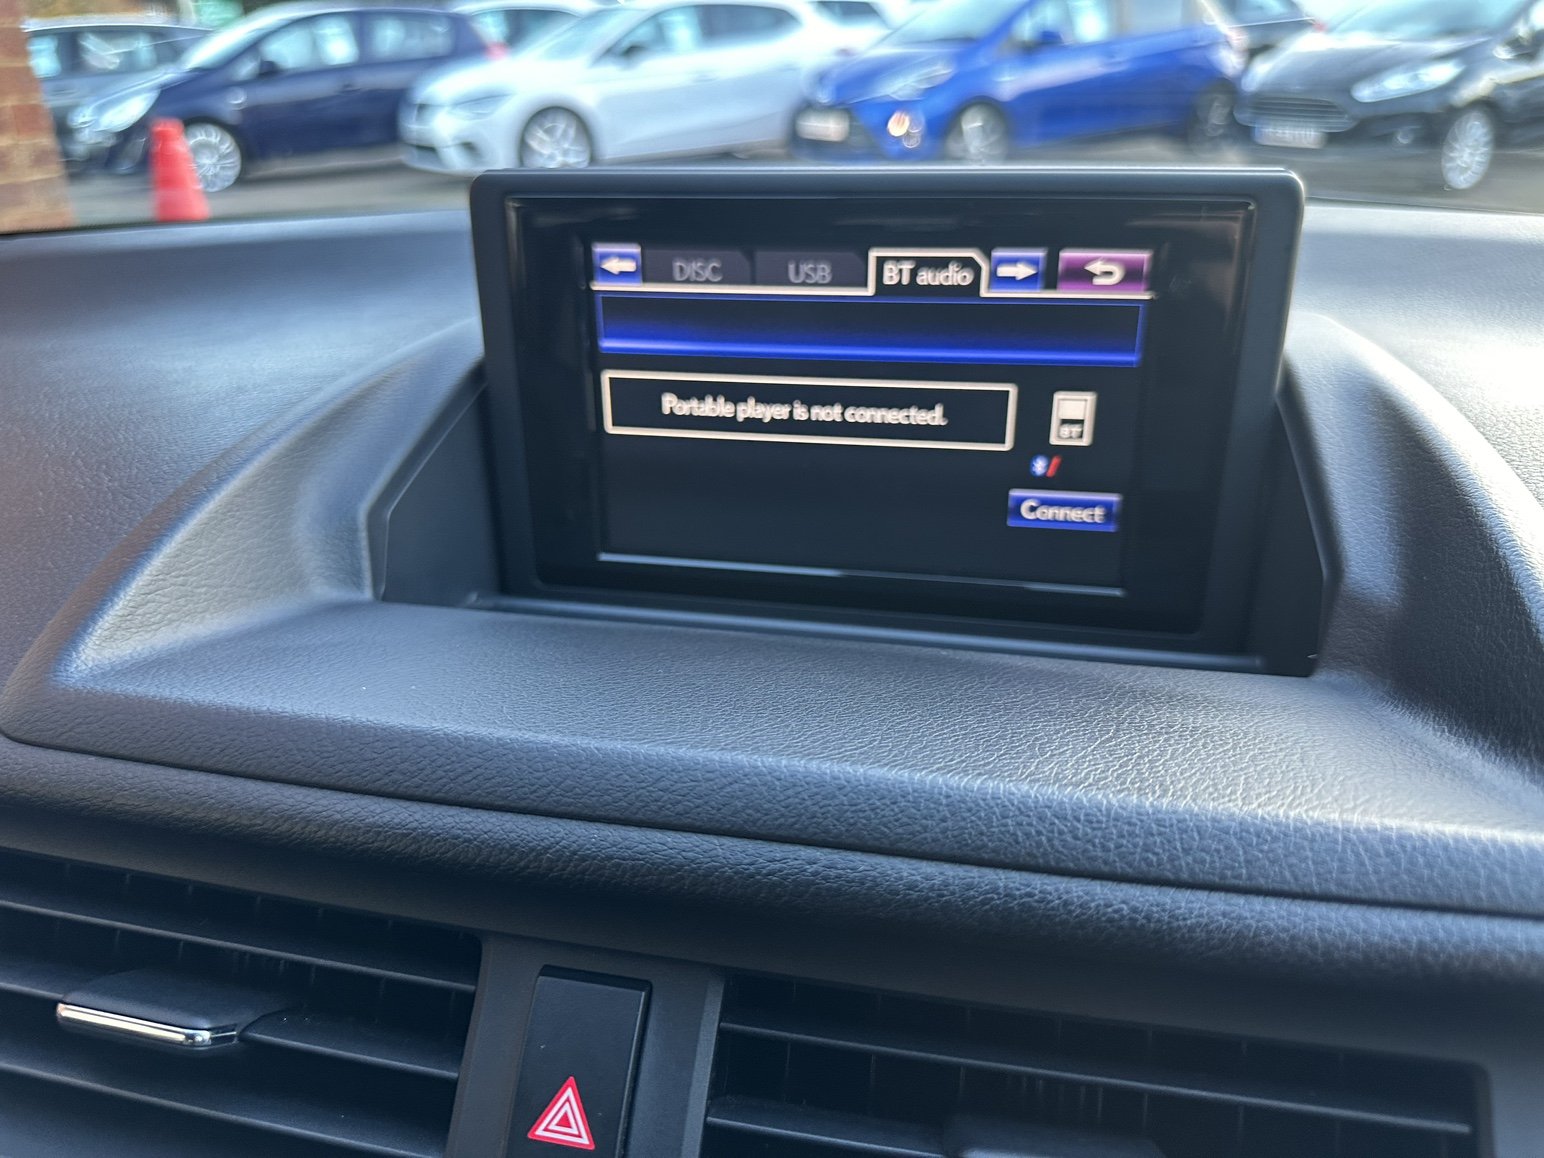 DISC
USB
BT audio
Portable player is not connected.
BT
Connect